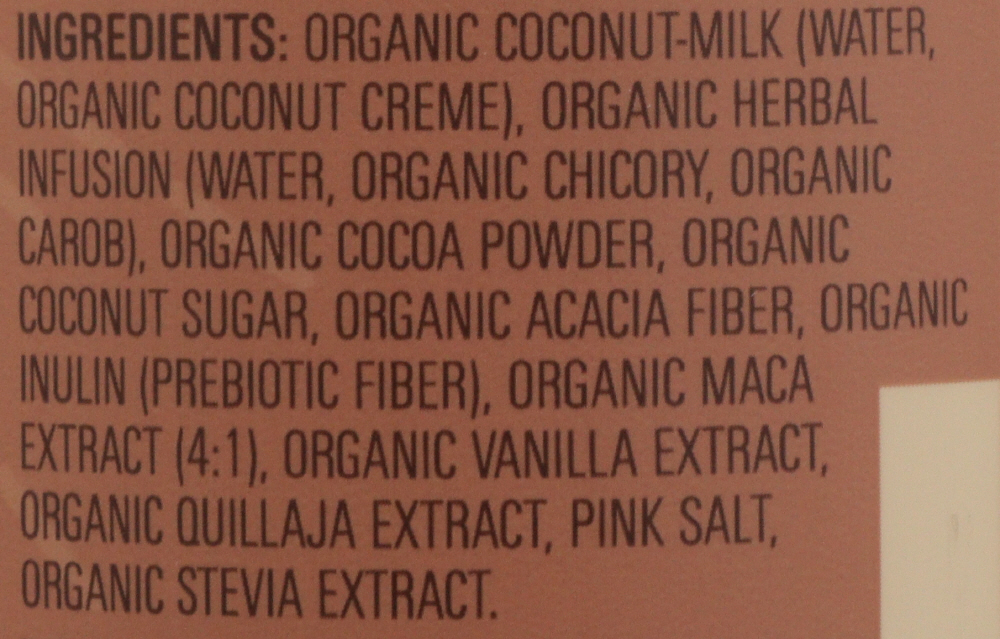 INGREDIENTS: ORGANIC COCONUT-MILK (WATER,
ORGANIC COCONUT CREME), ORGANIC HERBAL
INFUSION (WATER, ORGANIC CHICORY, ORGANIC
CAROB), ORGANIC COCOA POWDER, ORGANIC
COCONUT SUGAR, ORGANIC ACACIA FIBER, ORGANIC
INULIN (PREBIOTIC FIBER), ORGANIC MACA
EXTRACT (4:1), ORGANIC VANILLA EXTRACT,
ORGANIC QUILLAJA EXTRACT, PINK SALT,
ORGANIC STEVIA EXTRACT.